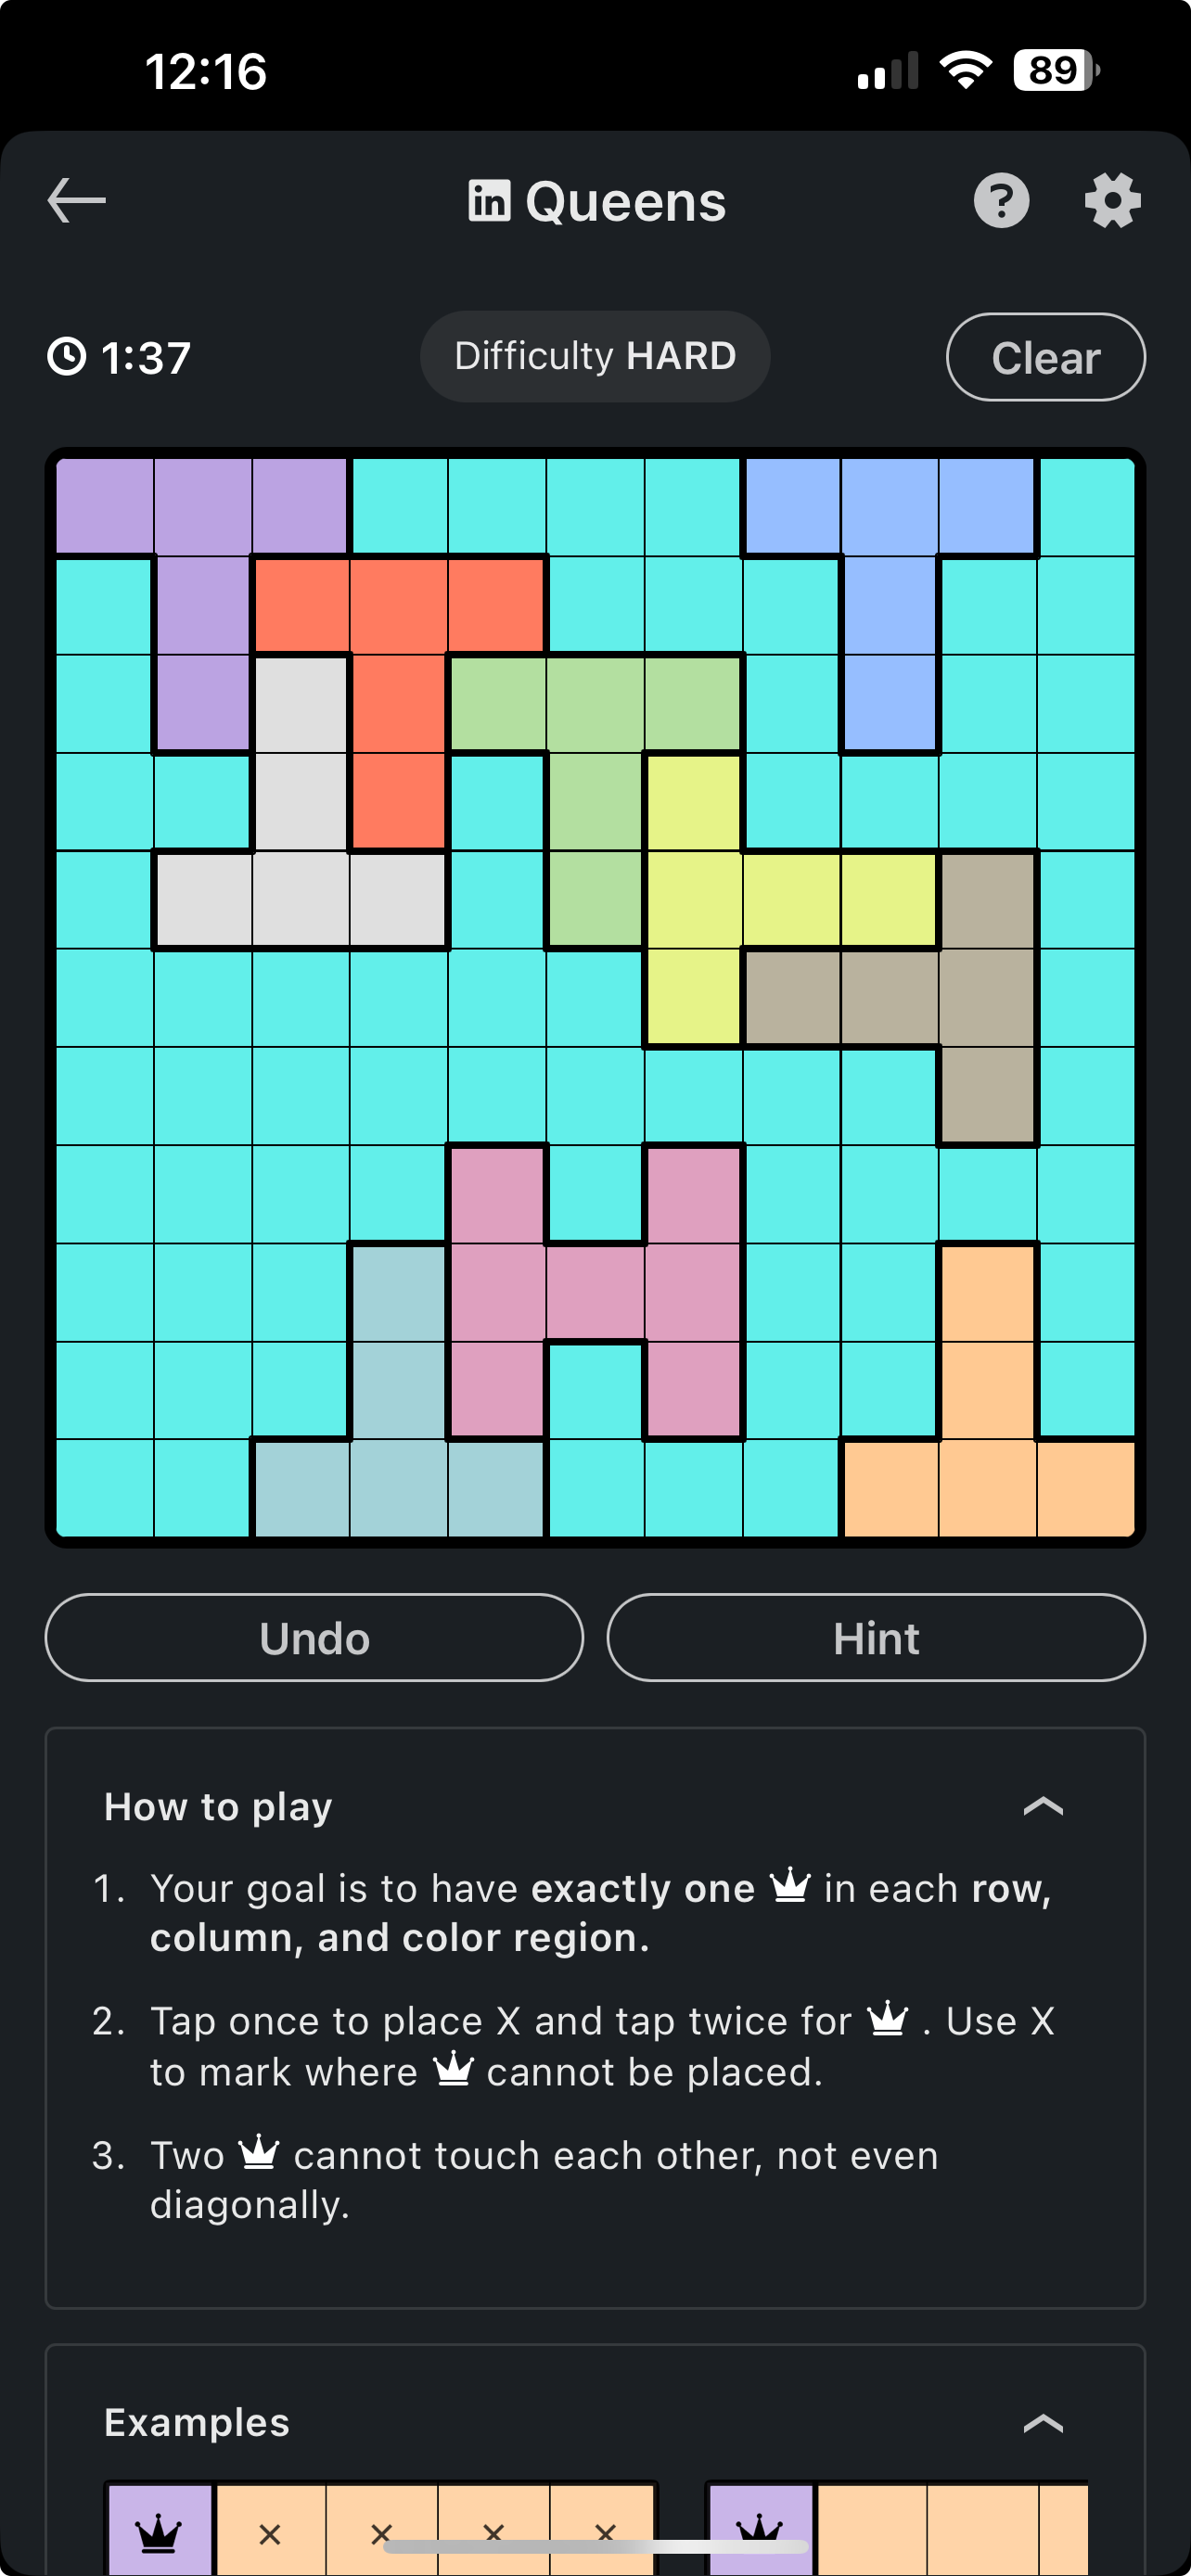 12:16
89
in Queens
?
1:37
Difficulty HARD
Clear
Undo
Hint
How to play
1. Your goal is to have exactly one in each row,
column, and color region.
2. Tap once to place X and tap twice for . Use X
to mark where cannot be placed.
3. Two cannot touch each other, not even
diagonally.
Examples